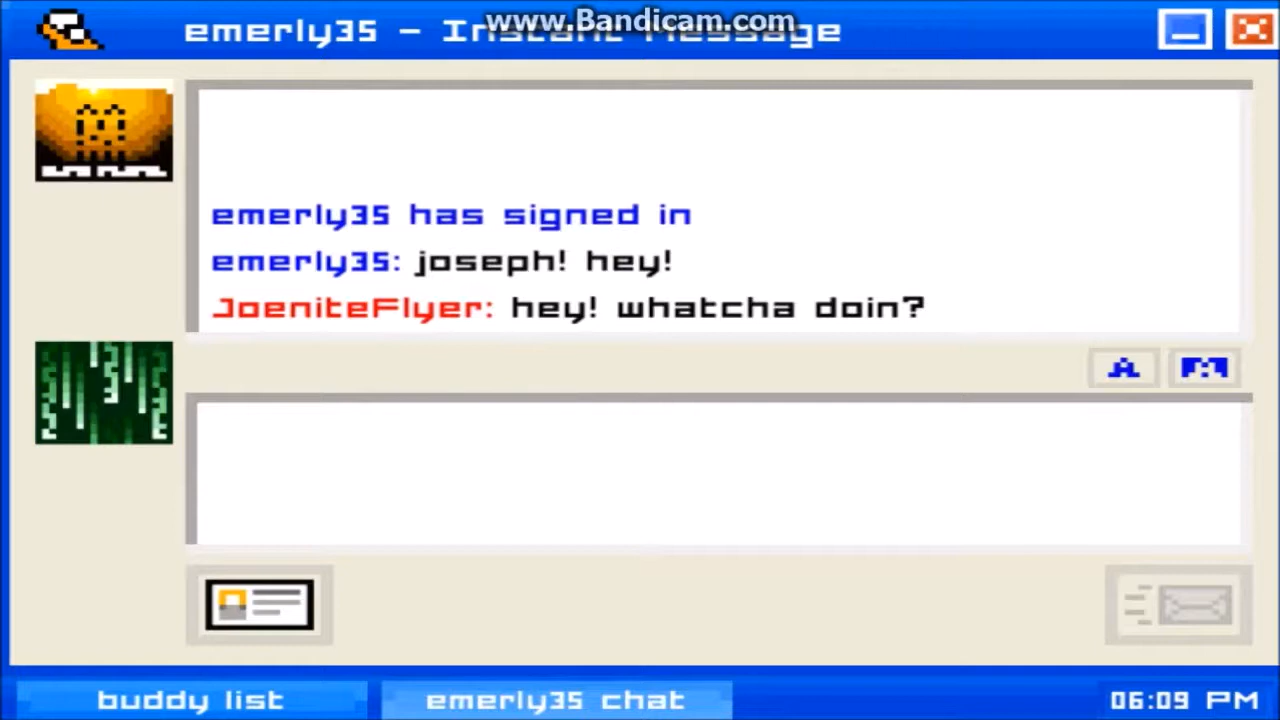 www.Bandicam.com
emerly35 - Instant Message
emerly35 has signed in
emerly35: joseph! hey!
JoeniteFlyer: hey! whatcha doin?
A
buddy list
emerly35 chat
06:09 PM